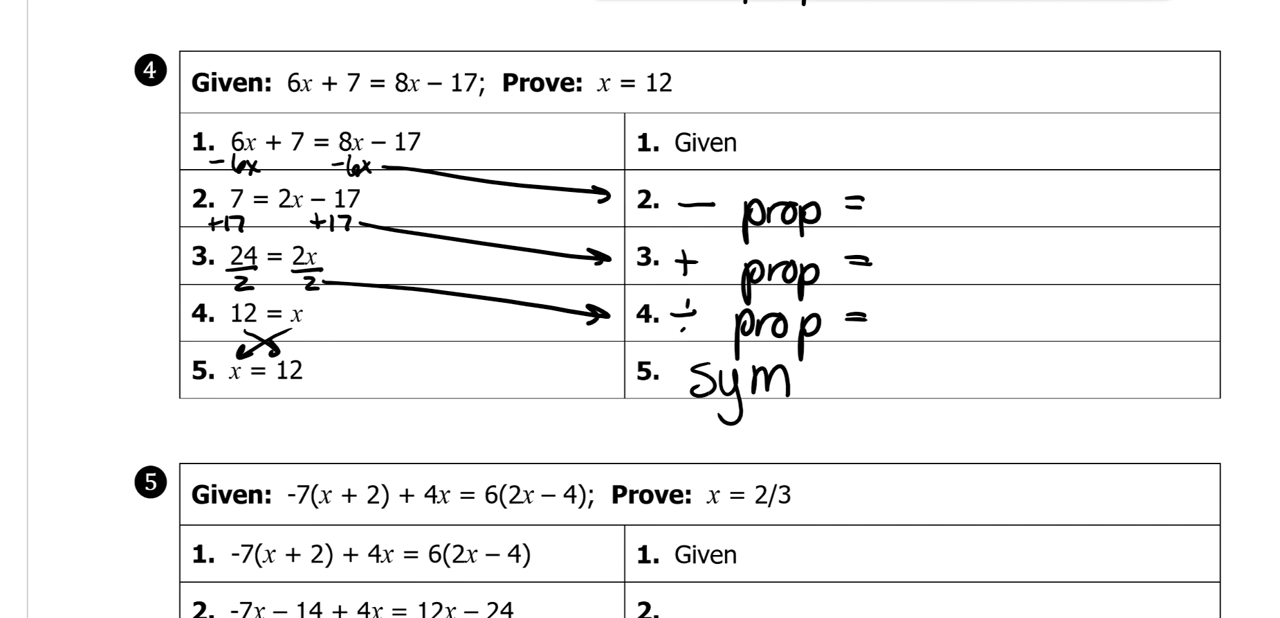 4
Given: 6x + 7 = 8x − 17; Prove: x = 12
1. 6x + 7 = 8x − 17
−6x −6x
1. Given
2. 7 = 2x − 17
+17 +17
2. − prop =
3. 24 = 2x
2 2
3. + prop =
4. 12 = x
4. ÷ prop =
5. x = 12
5. sym
5
Given: -7(x + 2) + 4x = 6(2x − 4); Prove: x = 2/3
1. -7(x + 2) + 4x = 6(2x − 4)
1. Given
2. -7x − 14 + 4x = 12x − 24
2.